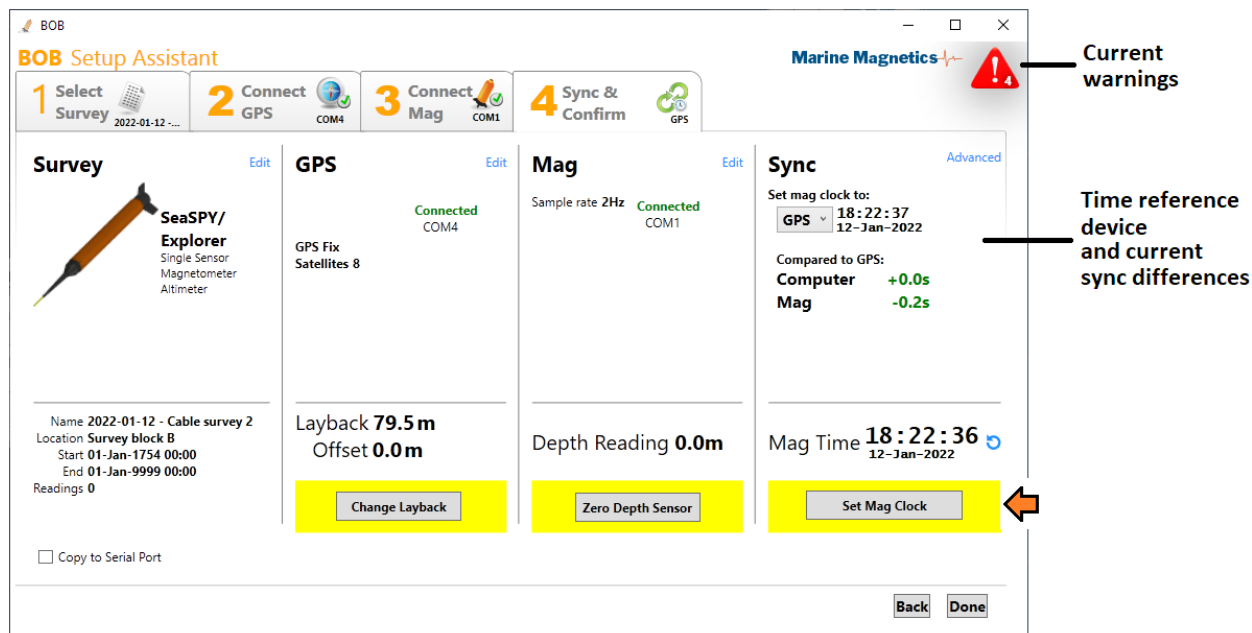 BOB
BOB Setup Assistant
Marine Magnetics
4
Current
warnings
1 Select
Survey
2022-01-12 -...
2 Connect
GPS
COM4
3 Connect
Mag
COM1
4 Sync &
Confirm
GPS
Survey
Edit
SeaSPY/
Explorer
Single Sensor
Magnetometer
Altimeter
Name 2022-01-12 - Cable survey 2
Location Survey block B
Start 01-Jan-1754 00:00
End 01-Jan-9999 00:00
Readings 0
GPS
Edit
Connected
COM4
GPS Fix
Satellites 8
Layback 79.5 m
Offset 0.0 m
Change Layback
Mag
Edit
Sample rate 2Hz
Connected
COM1
Depth Reading 0.0m
Zero Depth Sensor
Sync
Advanced
Set mag clock to:
GPS
18:22:37
12-Jan-2022
Compared to GPS:
Computer +0.0s
Mag -0.2s
Mag Time 18:22:36
12-Jan-2022
Set Mag Clock
Time reference
device
and current
sync differences
Copy to Serial Port
Back
Done